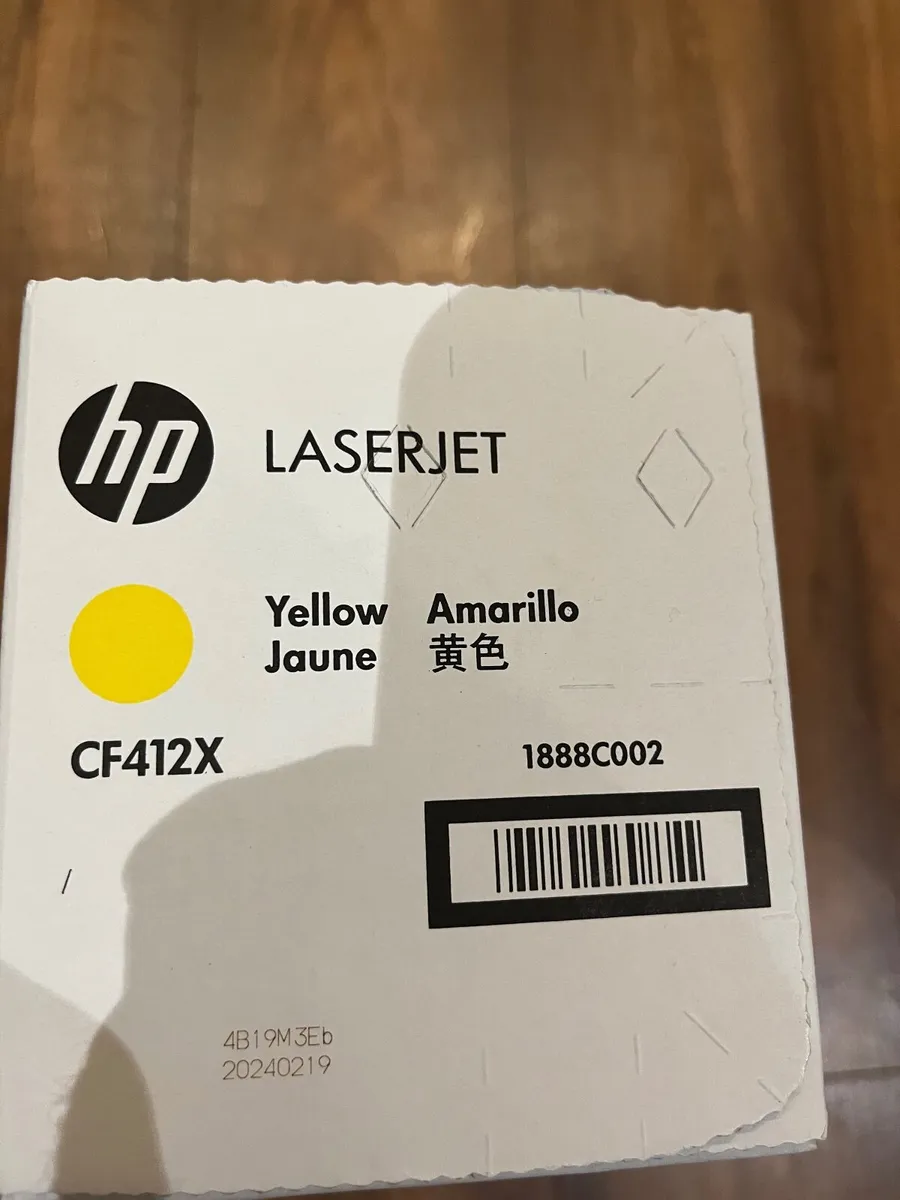 hp
LASERJET
Yellow Amarillo
Jaune 黄色
CF412X
1888C002
4B19M3Eb
20240219